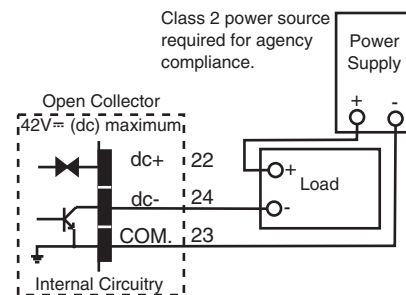 Class 2 power source
required for agency
compliance.
Power
Supply
+ -
Open Collector
42V⎓ (dc) maximum
dc+ 22
dc- 24
COM. 23
+
Load
-
Internal Circuitry